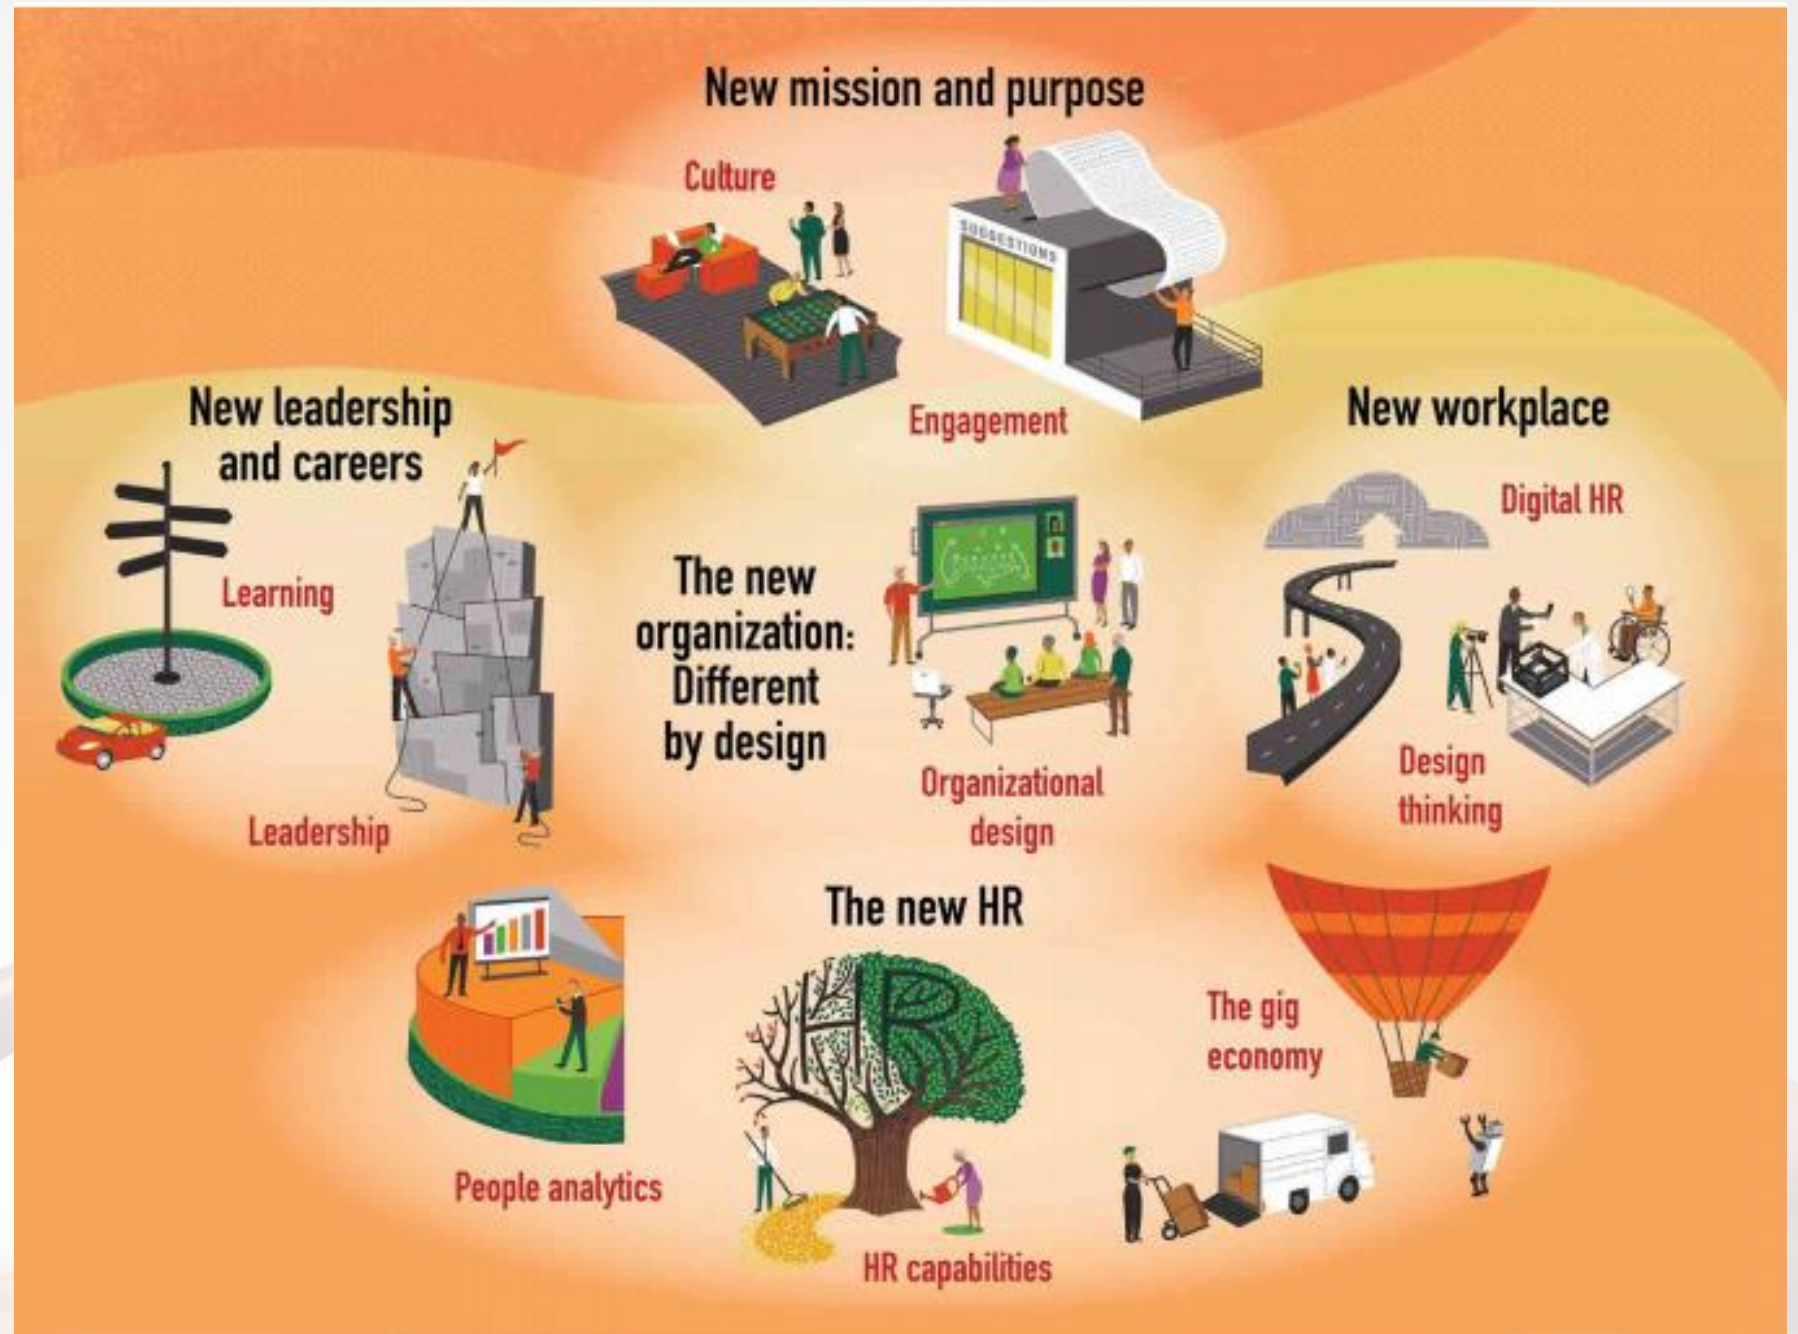 New mission and purpose
Culture
SUGGESTIONS
Engagement
New leadership
and careers
Learning
Leadership
The new
organization:
Different
by design
Organizational
design
New workplace
Digital HR
Design
thinking
The new HR
People analytics
HR
HR capabilities
The gig
economy